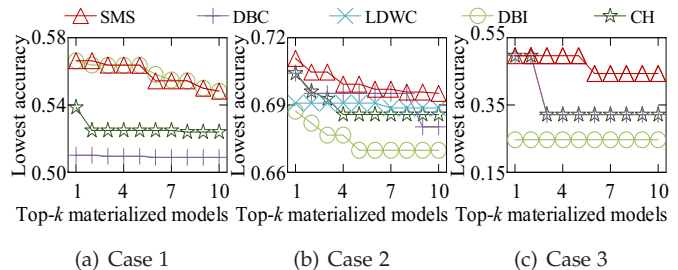 SMS DBC LDWC DBI CH
Lowest accuracy
0.58
0.54
0.50
1 4 7 10
Top-k materialized models
(a) Case 1
Lowest accuracy
0.72
0.69
0.66
1 4 7 10
Top-k materialized models
(b) Case 2
Lowest accuracy
0.55
0.35
0.15
1 4 7 10
Top-k materialized models
(c) Case 3